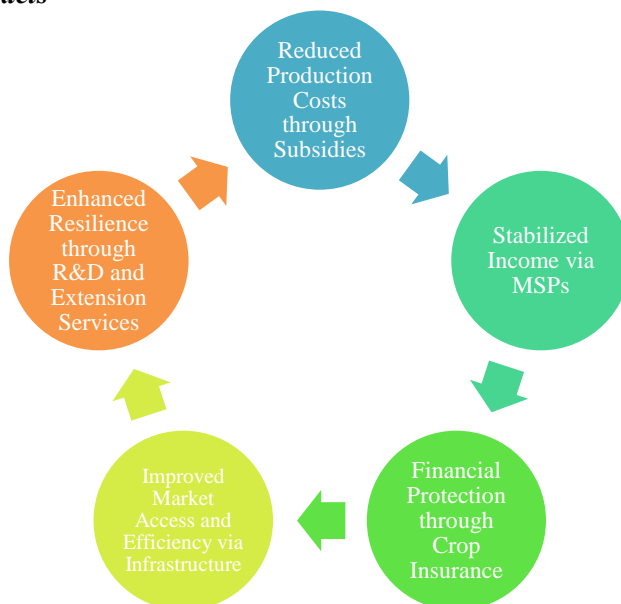 Reduced
Production
Costs
through
Subsidies
Stabilized
Income via
MSPs
Financial
Protection
through
Crop
Insurance
Improved
Market
Access and
Efficiency via
Infrastructure
Enhanced
Resilience
through
R&D and
Extension
Services